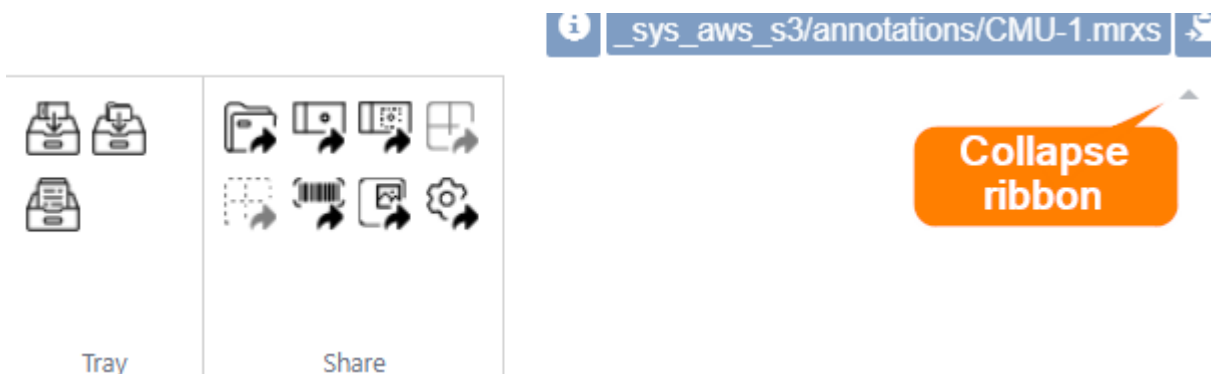 _sys_aws_s3/annotations/CMU-1.mrxs
Collapse
ribbon
Tray
Share